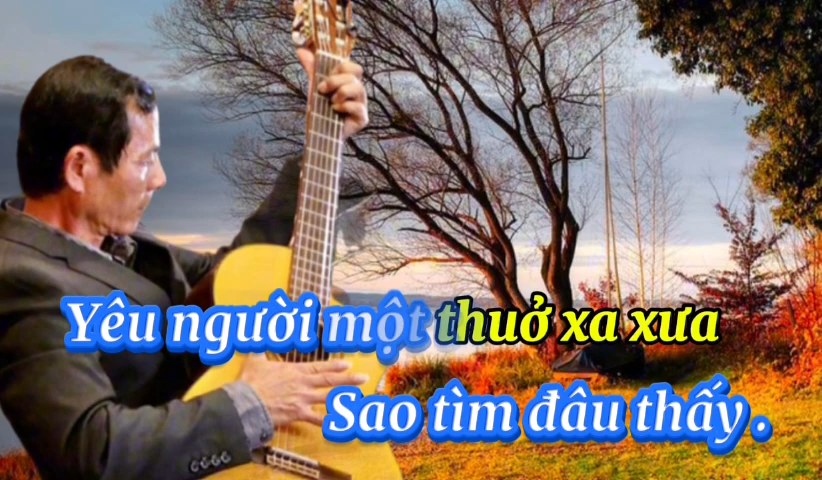 Yêu người một thuở xa xưa
Sao tìm đâu thấy .